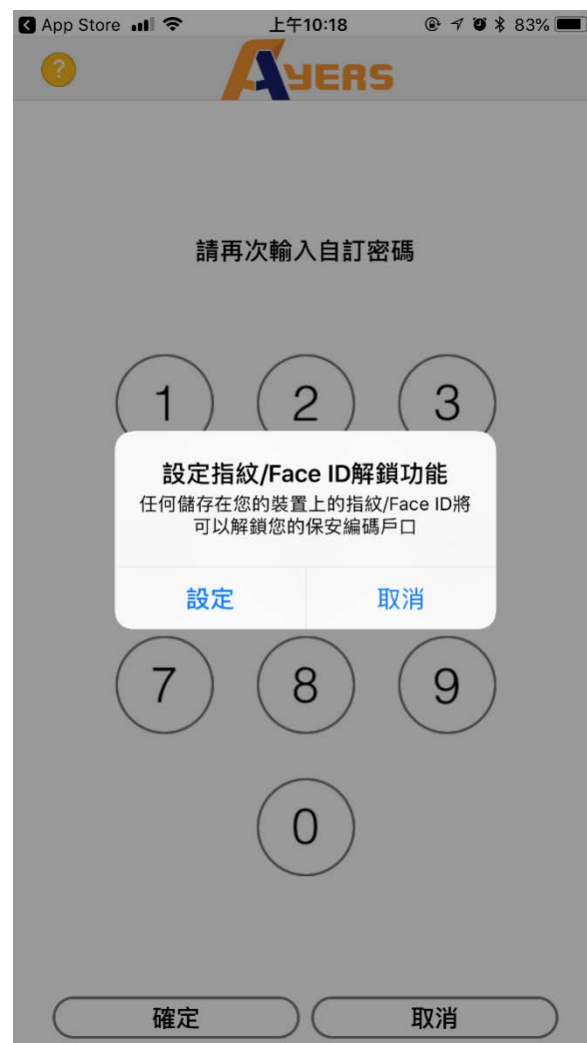 App Store 上午10:18 83%
?
AYERS
請再次輸入自訂密碼
1 2 3
設定指紋/Face ID解鎖功能
任何儲存在您的裝置上的指紋/Face ID將
可以解鎖您的保安編碼戶口
設定 取消
7 8 9
0
確定 取消